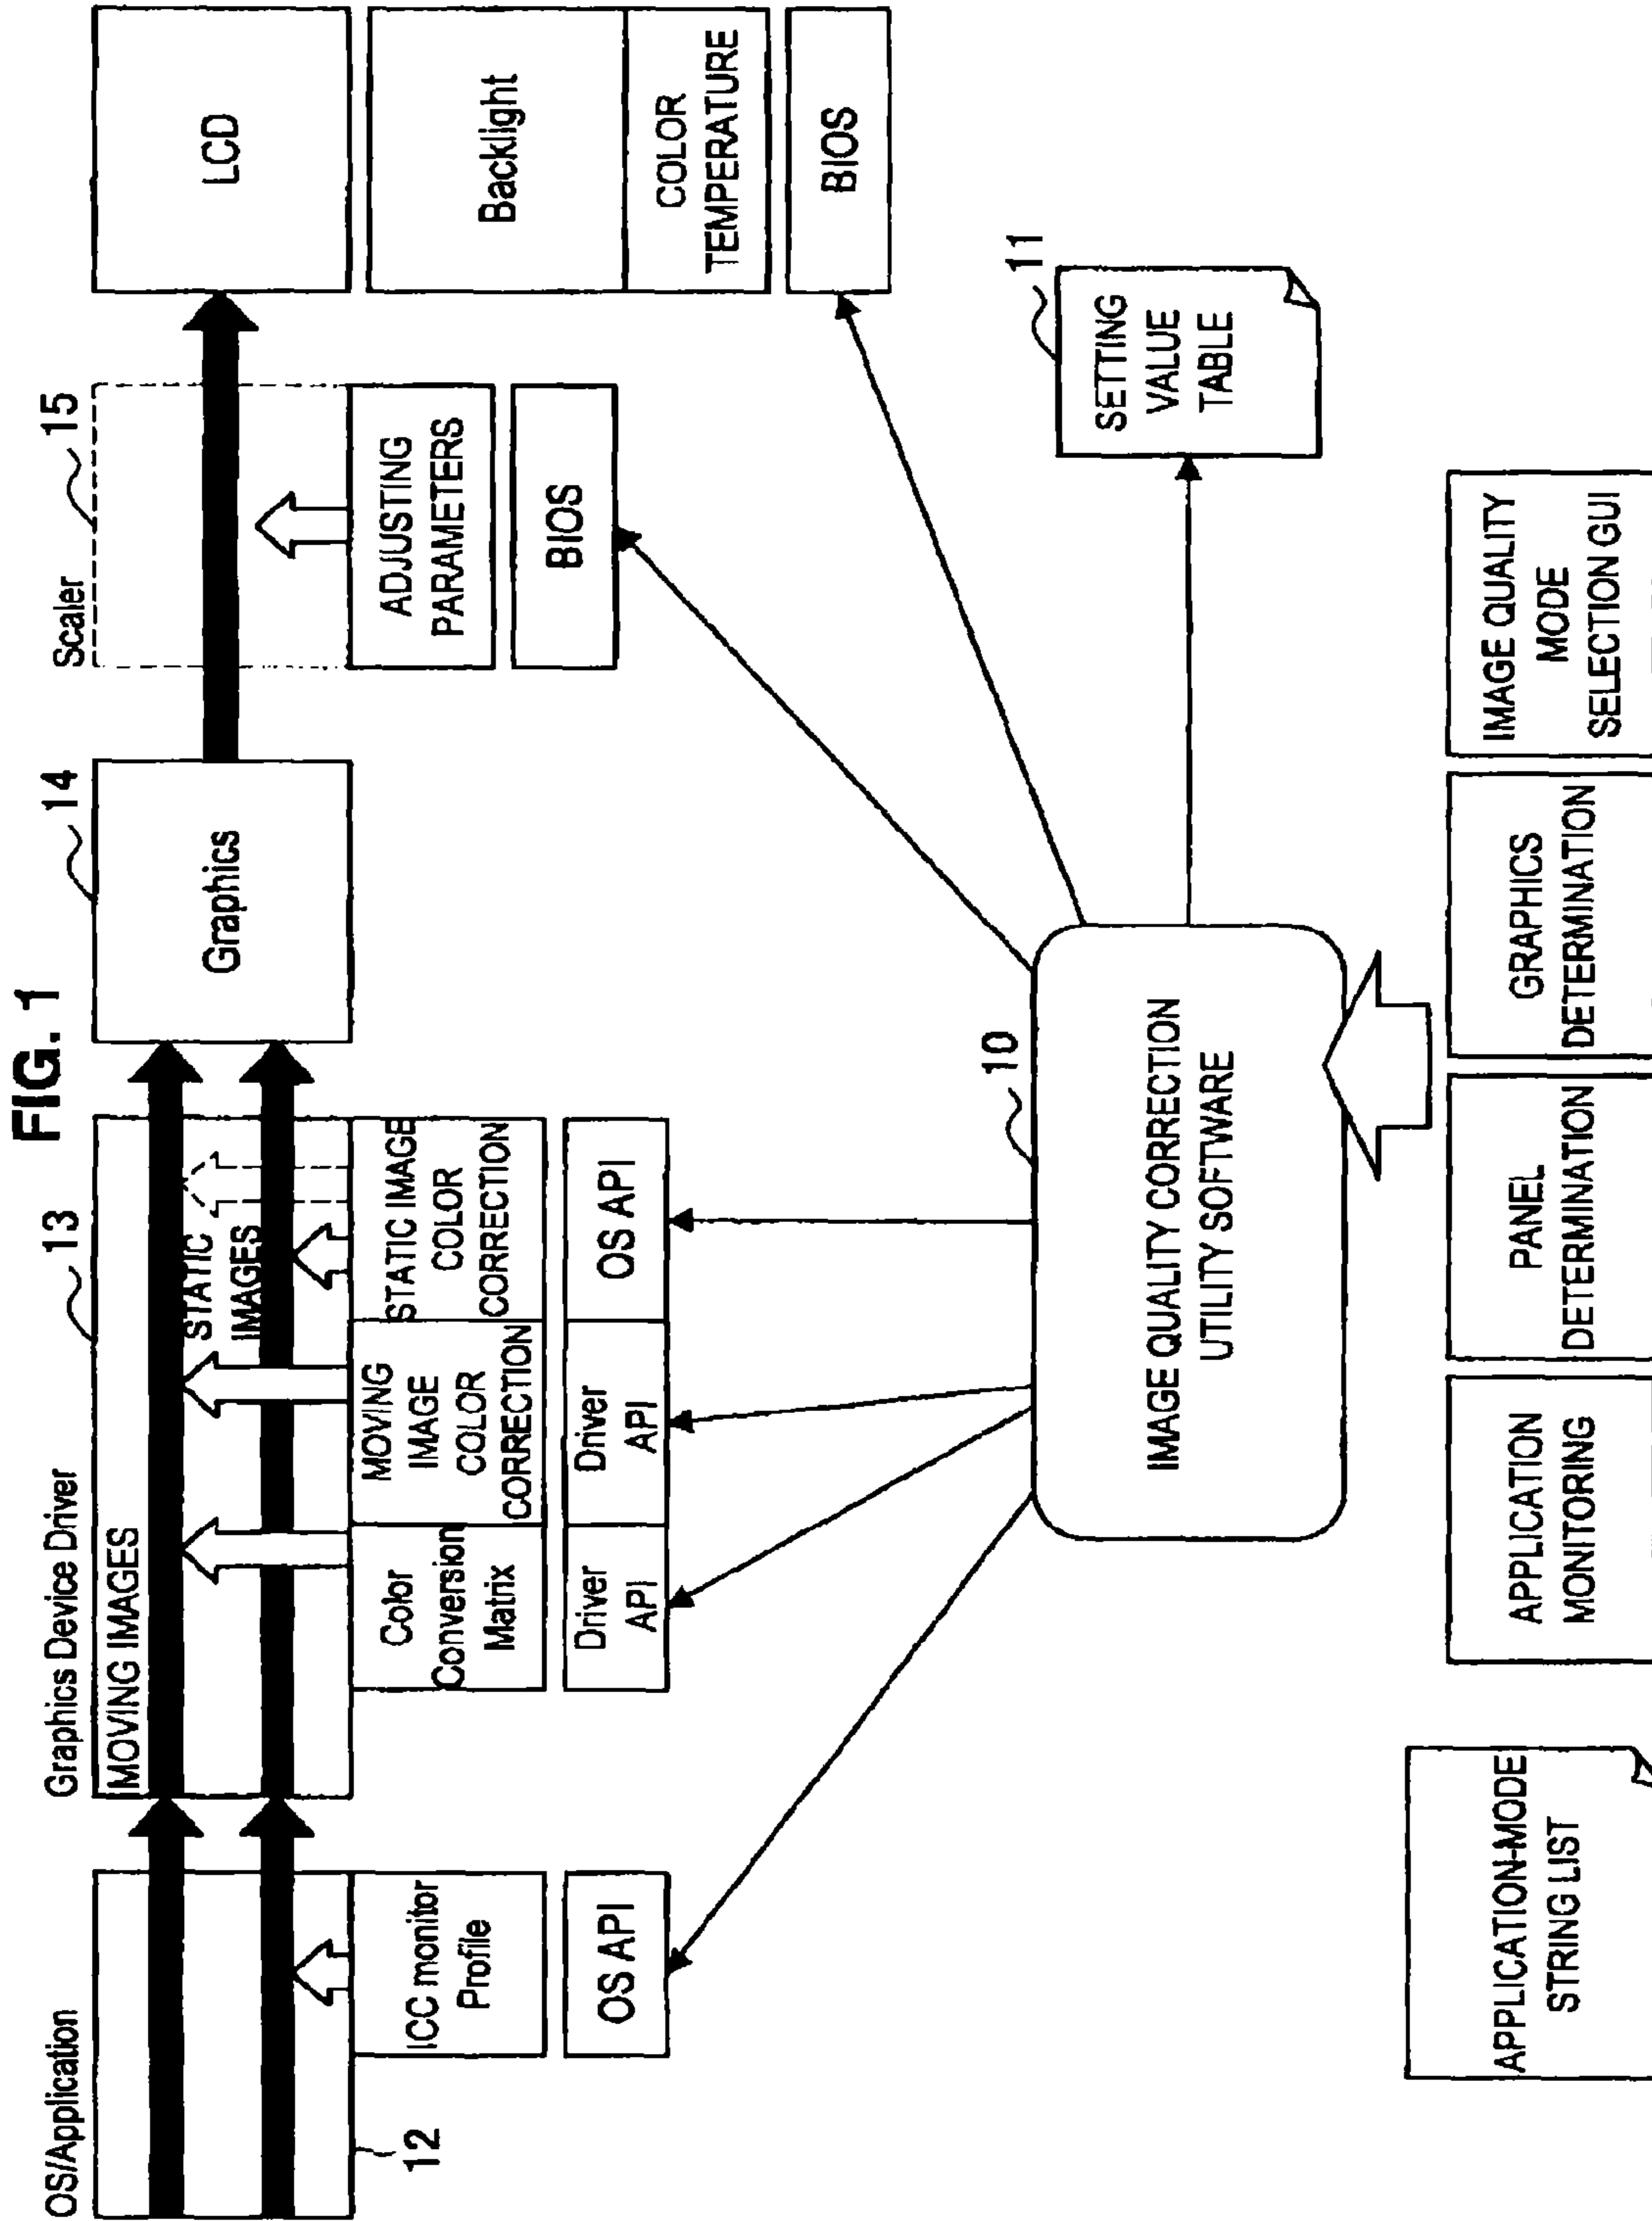 FIG. 1
OS/Application
12
ICC monitor
Profile
OS API
Graphics Device Driver
13
MOVING IMAGES
STATIC
IMAGES
Color
Conversion
Matrix
Driver
API
MOVING
IMAGE
COLOR
CORRECTION
Driver
API
STATIC IMAGE
COLOR
CORRECTION
OS API
14
Graphics
Scaler
15
ADJUSTING
PARAMETERS
BIOS
LCD
Backlight
COLOR
TEMPERATURE
BIOS
10
IMAGE QUALITY CORRECTION
UTILITY SOFTWARE
11
SETTING
VALUE
TABLE
APPLICATION-MODE
STRING LIST
APPLICATION
MONITORING
PANEL
DETERMINATION
GRAPHICS
DETERMINATION
IMAGE QUALITY
MODE
SELECTION GUI